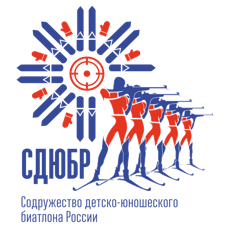 СДЮБР
Содружество детско-юношеского
биатлона России